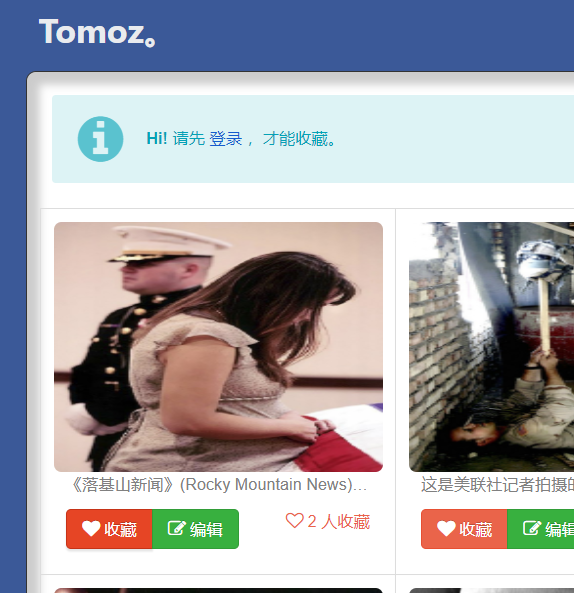 Tomoz。
Hi! 请先 登录 ，才能收藏。
《落基山新闻》(Rocky Mountain News)...
这是美联社记者拍摄的
收藏 编辑 2 人收藏
收藏 编辑